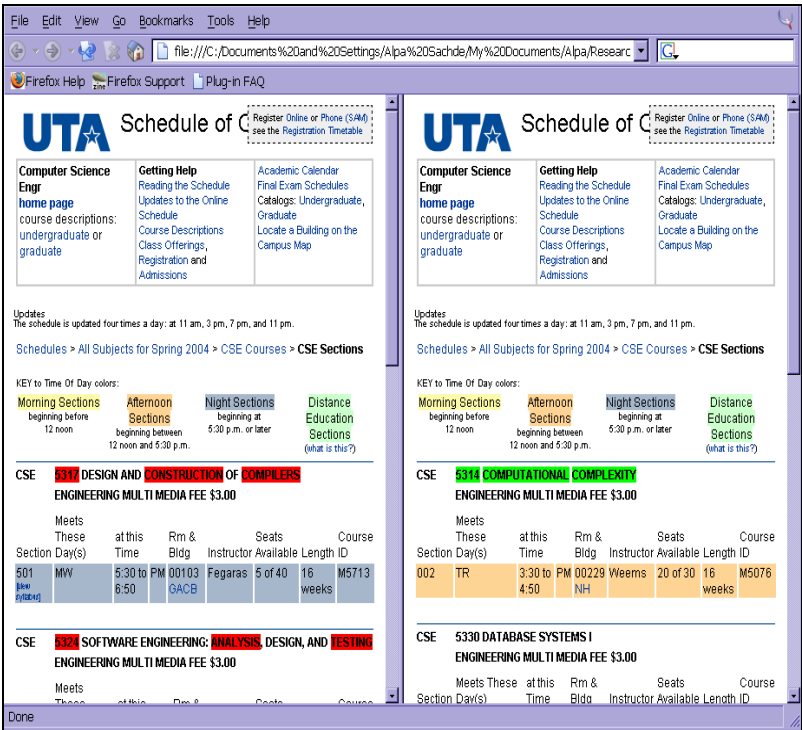 File Edit View Go Bookmarks Tools Help
file:///C:/Documents%20and%20Settings/Alpa%20Sachde/My%20Documents/Alpa/Researc
G
Firefox Help Firefox Support Plug-in FAQ
UTA Schedule of C
Register Online or Phone (SAM)
see the Registration Timetable
Computer Science
Engr
home page
course descriptions:
undergraduate or
graduate
Getting Help
Reading the Schedule
Updates to the Online
Schedule
Course Descriptions
Class Offerings,
Registration and
Admissions
Academic Calendar
Final Exam Schedules
Catalogs: Undergraduate,
Graduate
Locate a Building on the
Campus Map
Updates
The schedule is updated four times a day: at 11 am, 3 pm, 7 pm, and 11 pm.
Schedules > All Subjects for Spring 2004 > CSE Courses > CSE Sections
KEY to Time Of Day colors:
Morning Sections
beginning before
12 noon
Afternoon
Sections
beginning between
12 noon and 5:30 p.m.
Night Sections
beginning at
5:30 p.m. or later
Distance
Education
Sections
(what is this?)
CSE 5317 DESIGN AND CONSTRUCTION OF COMPILERS
ENGINEERING MULTI MEDIA FEE $3.00
Meets
These at this Rm & Seats Course
Section Day(s) Time Bldg Instructor Available Length ID
501 MW 5:30 to PM 00103 Fegaras 5 of 40 16 M5713
[view 6:50 GACB weeks
syllabus]
CSE 5324 SOFTWARE ENGINEERING: ANALYSIS, DESIGN, AND TESTING
ENGINEERING MULTI MEDIA FEE $3.00
Meets
These at this Rm & Seats Course
UTA Schedule of C
Register Online or Phone (SAM)
see the Registration Timetable
Computer Science
Engr
home page
course descriptions:
undergraduate or
graduate
Getting Help
Reading the Schedule
Updates to the Online
Schedule
Course Descriptions
Class Offerings,
Registration and
Admissions
Academic Calendar
Final Exam Schedules
Catalogs: Undergraduate,
Graduate
Locate a Building on the
Campus Map
Updates
The schedule is updated four times a day: at 11 am, 3 pm, 7 pm, and 11 pm.
Schedules > All Subjects for Spring 2004 > CSE Courses > CSE Sections
KEY to Time Of Day colors:
Morning Sections
beginning before
12 noon
Afternoon
Sections
beginning between
12 noon and 5:30 p.m.
Night Sections
beginning at
5:30 p.m. or later
Distance
Education
Sections
(what is this?)
CSE 5314 COMPUTATIONAL COMPLEXITY
ENGINEERING MULTI MEDIA FEE $3.00
Meets
These at this Rm & Seats Course
Section Day(s) Time Bldg Instructor Available Length ID
002 TR 3:30 to PM 00229 Weems 20 of 30 16 M5076
4:50 NH weeks
CSE 5330 DATABASE SYSTEMS I
ENGINEERING MULTI MEDIA FEE $3.00
Meets These at this Rm & Seats Course
Section Day(s) Time Bldg Instructor Available Length ID
Done